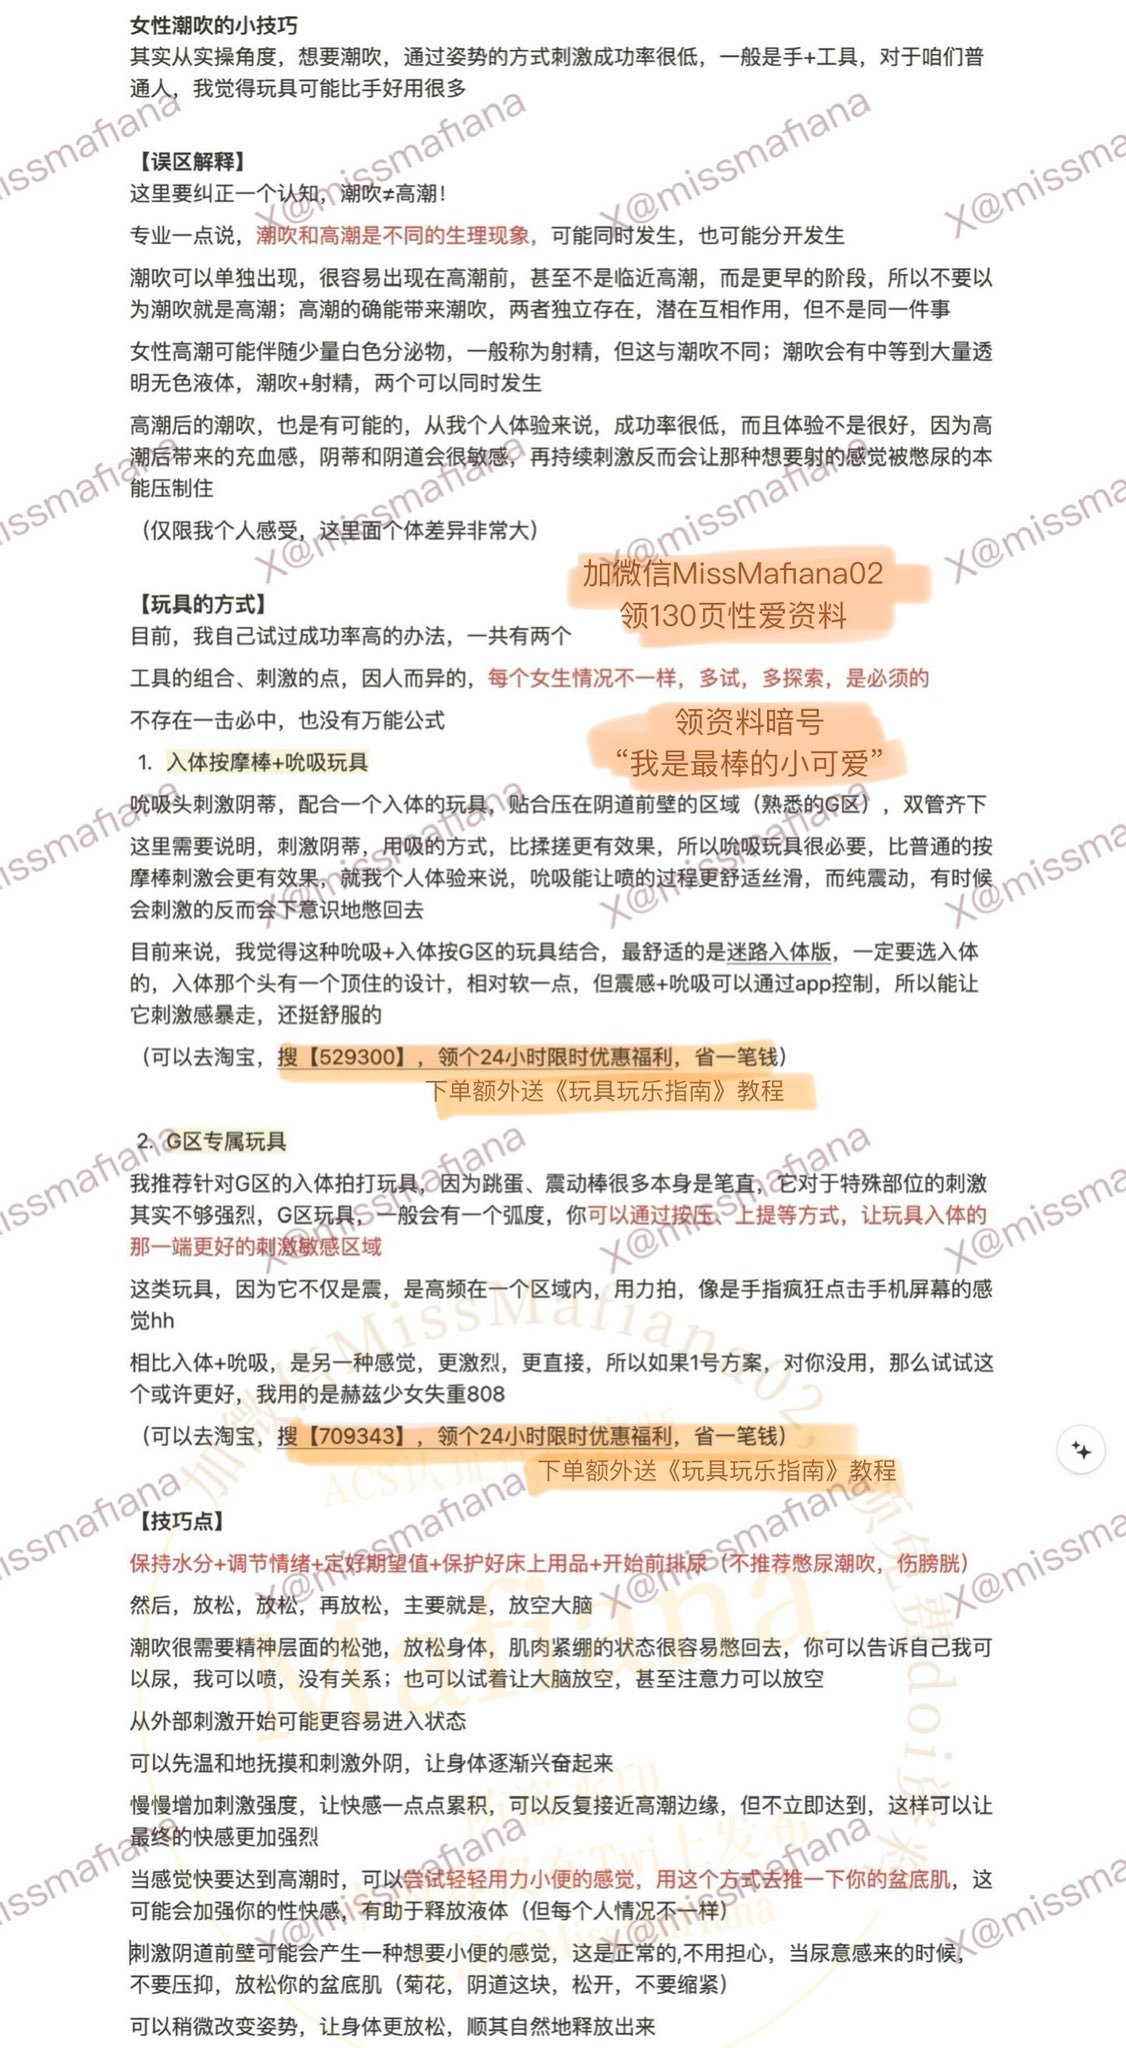 女性潮吹的小技巧
其实从实操角度，想要潮吹，通过姿势的方式刺激成功率很低，一般是手+工具，对于咱们普
通人，我觉得玩具可能比手好用很多
【误区解释】
这里要纠正一个认知，潮吹≠高潮！
专业一点说，潮吹和高潮是不同的生理现象，可能同时发生，也可能分开发生
潮吹可以单独出现，很容易出现在高潮前，甚至不是临近高潮，而是更早的阶段，所以不要以
为潮吹就是高潮；高潮的确能带来潮吹，两者独立存在，潜在互相作用，但不是同一件事
女性高潮可能伴随少量白色分泌物，一般称为射精，但这与潮吹不同；潮吹会有中等到大量透
明无色液体，潮吹+射精，两个可以同时发生
高潮后的潮吹，也是有可能的，从我个人体验来说，成功率很低，而且体验不是很好，因为高
潮后带来的充血感，阴蒂和阴道会很敏感，再持续刺激反而会让那种想要射的感觉被憋尿的本
能压制住
（仅限我个人感受，这里面个体差异非常大）
加微信MissMafiana02
领130页性爱资料
【玩具的方式】
目前，我自己试过成功率高的办法，一共有两个
工具的组合、刺激的点，因人而异的，每个女生情况不一样，多试，多探索，是必须的
不存在一击必中，也没有万能公式
领资料暗号
“我是最棒的小可爱”
1. 入体按摩棒+吮吸玩具
吮吸头刺激阴蒂，配合一个入体的玩具，贴合压在阴道前壁的区域（熟悉的G区），双管齐下
这里需要说明，刺激阴蒂，用吸的方式，比揉搓更有效果，所以吮吸玩具很必要，比普通的按
摩棒刺激会更有效果，就我个人体验来说，吮吸能让喷的过程更舒适丝滑，而纯震动，有时候
会刺激的反而会下意识地憋回去
目前来说，我觉得这种吮吸+入体按G区的玩具结合，最舒适的是迷路入体版，一定要选入体
的，入体那个头有一个顶住的设计，相对软一点，但震感+吮吸可以通过app控制，所以能让
它刺激感暴走，还挺舒服的
（可以去淘宝，搜【529300】，领个24小时限时优惠福利，省一笔钱）
下单额外送《玩具玩乐指南》教程
2. G区专属玩具
我推荐针对G区的入体拍打玩具，因为跳蛋、震动棒很多本身是笔直，它对于特殊部位的刺激
其实不够强烈，G区玩具，一般会有一个弧度，你可以通过按压、上提等方式，让玩具入体的
那一端更好的刺激敏感区域
这类玩具，因为它不仅是震，是高频在一个区域内，用力拍，像是手指疯狂点击手机屏幕的感
觉hh
相比入体+吮吸，是另一种感觉，更激烈，更直接，所以如果1号方案，对你没用，那么试试这
个或许更好，我用的是赫兹少女失重808
（可以去淘宝，搜【709343】，领个24小时限时优惠福利，省一笔钱）
下单额外送《玩具玩乐指南》教程
【技巧点】
保持水分+调节情绪+定好期望值+保护好床上用品+开始前排尿（不推荐憋尿潮吹，伤膀胱）
然后，放松，放松，再放松，主要就是，放空大脑
潮吹很需要精神层面的松弛，放松身体，肌肉紧绷的状态很容易憋回去，你可以告诉自己我可
以尿，我可以喷，没有关系；也可以试着让大脑放空，甚至注意力可以放空
从外部刺激开始可能更容易进入状态
可以先温和地抚摸和刺激外阴，让身体逐渐兴奋起来
慢慢增加刺激强度，让快感一点点累积，可以反复接近高潮边缘，但不立即达到，这样可以让
最终的快感更加强烈
当感觉快要达到高潮时，可以尝试轻轻用力小便的感觉，用这个方式去推一下你的盆底肌，这
可能会加强你的性快感，有助于释放液体（但每个人情况不一样）
刺激阴道前壁可能会产生一种想要小便的感觉，这是正常的,不用担心，当尿意感来的时候，
不要压抑，放松你的盆底肌（菊花，阴道这块，松开，不要缩紧）
可以稍微改变姿势，让身体更放松，顺其自然地释放出来
X@missmafiana
加微信MissMafiana02,
Mafiana